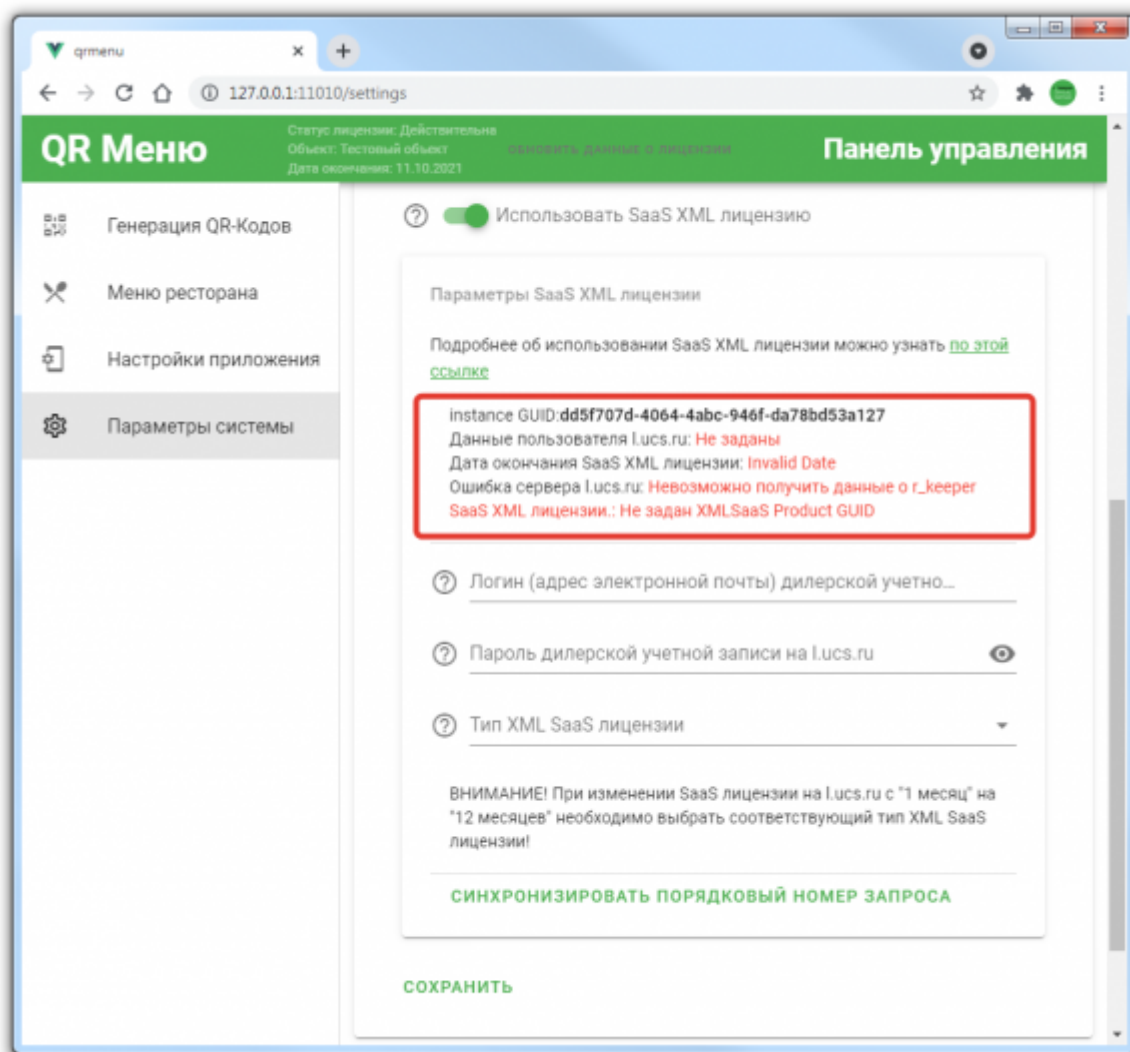 qrmenu
127.0.0.1:11010/settings
QR Меню
Статус лицензии: Действительна
Объект: Тестовый объект
Дата окончания: 11.10.2021
ОБНОВИТЬ ДАННЫЕ О ЛИЦЕНЗИИ
Панель управления
Генерация QR-Кодов
Меню ресторана
Настройки приложения
Параметры системы
Использовать SaaS XML лицензию
Параметры SaaS XML лицензии
Подробнее об использовании SaaS XML лицензии можно узнать по этой
ссылке
instance GUID:dd5f707d-4064-4abc-946f-da78bd53a127
Данные пользователя l.ucs.ru: Не заданы
Дата окончания SaaS XML лицензии: Invalid Date
Ошибка сервера l.ucs.ru: Невозможно получить данные о r_keeper
SaaS XML лицензии.: Не задан XMLSaaS Product GUID
Логин (адрес электронной почты) дилерской учетно...
Пароль дилерской учетной записи на l.ucs.ru
Тип XML SaaS лицензии
ВНИМАНИЕ! При изменении SaaS лицензии на l.ucs.ru с "1 месяц" на
"12 месяцев" необходимо выбрать соответствующий тип XML SaaS
лицензии!
СИНХРОНИЗИРОВАТЬ ПОРЯДКОВЫЙ НОМЕР ЗАПРОСА
СОХРАНИТЬ